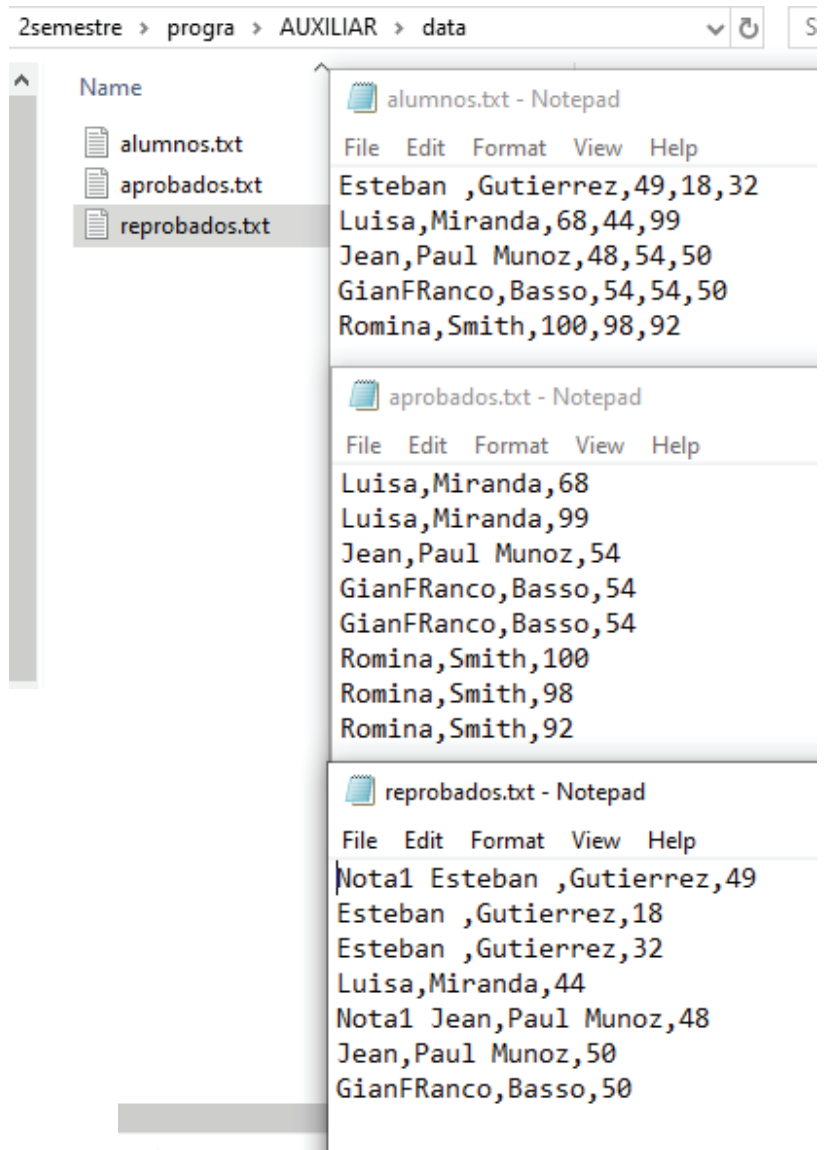 2semestre > progra > AUXILIAR > data
S
Name
alumnos.txt
aprobados.txt
reprobados.txt
alumnos.txt - Notepad
File Edit Format View Help
Esteban ,Gutierrez,49,18,32
Luisa,Miranda,68,44,99
Jean,Paul Munoz,48,54,50
GianFRanco,Basso,54,54,50
Romina,Smith,100,98,92
aprobados.txt - Notepad
File Edit Format View Help
Luisa,Miranda,68
Luisa,Miranda,99
Jean,Paul Munoz,54
GianFRanco,Basso,54
GianFRanco,Basso,54
Romina,Smith,100
Romina,Smith,98
Romina,Smith,92
reprobados.txt - Notepad
File Edit Format View Help
Nota1 Esteban ,Gutierrez,49
Esteban ,Gutierrez,18
Esteban ,Gutierrez,32
Luisa,Miranda,44
Nota1 Jean,Paul Munoz,48
Jean,Paul Munoz,50
GianFRanco,Basso,50